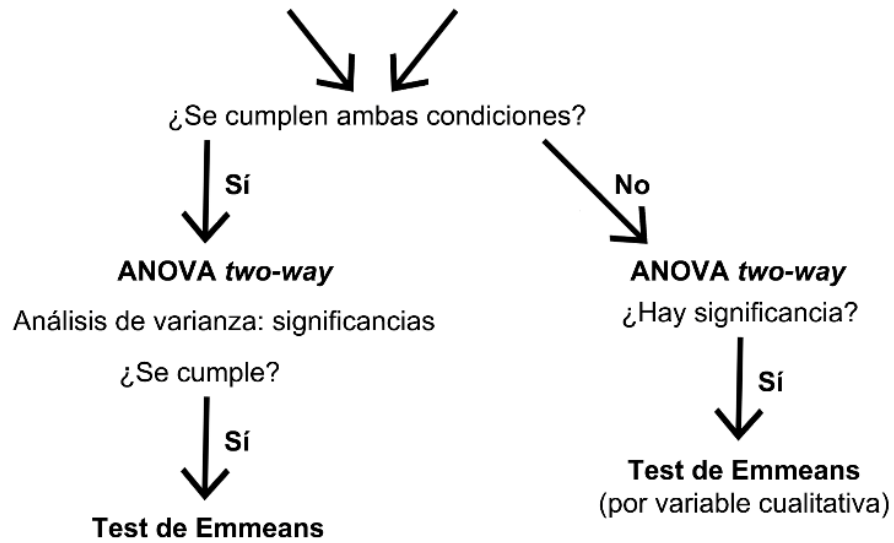 ¿Se cumplen ambas condiciones?
Sí
No
ANOVA two-way
Análisis de varianza: significancias
¿Se cumple?
Sí
Test de Emmeans
ANOVA two-way
¿Hay significancia?
Sí
Test de Emmeans
(por variable cualitativa)